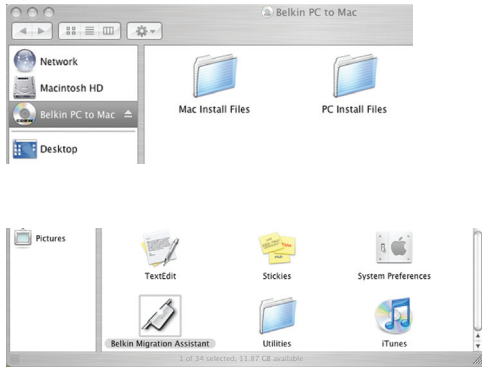 Belkin PC to Mac
Network
Macintosh HD
Belkin PC to Mac
Desktop
Mac Install Files
PC Install Files
Pictures
TextEdit
Stickies
System Preferences
Belkin Migration Assistant
Utilities
iTunes
1 of 34 selected, 51.87 GB available